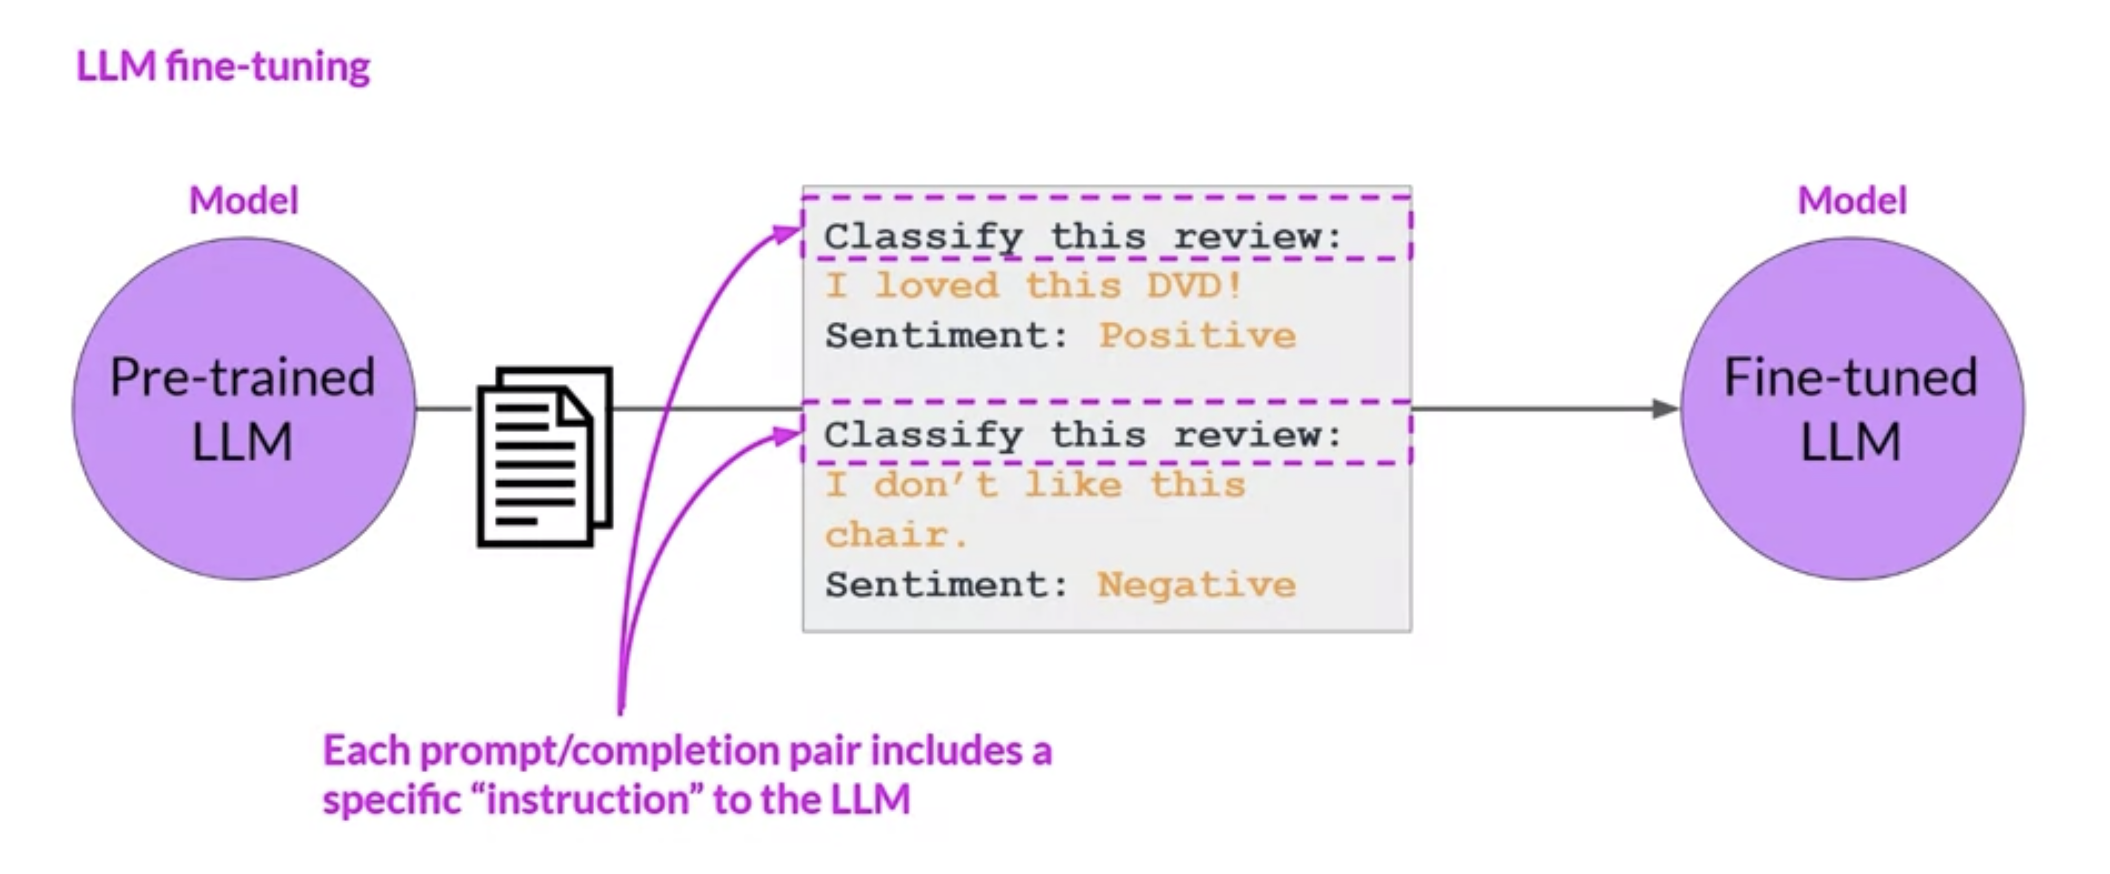 LLM fine-tuning
Model
Pre-trained
LLM
Classify this review:
I loved this DVD!
Sentiment: Positive
Classify this review:
I don’t like this
chair.
Sentiment: Negative
Model
Fine-tuned
LLM
Each prompt/completion pair includes a
specific “instruction” to the LLM